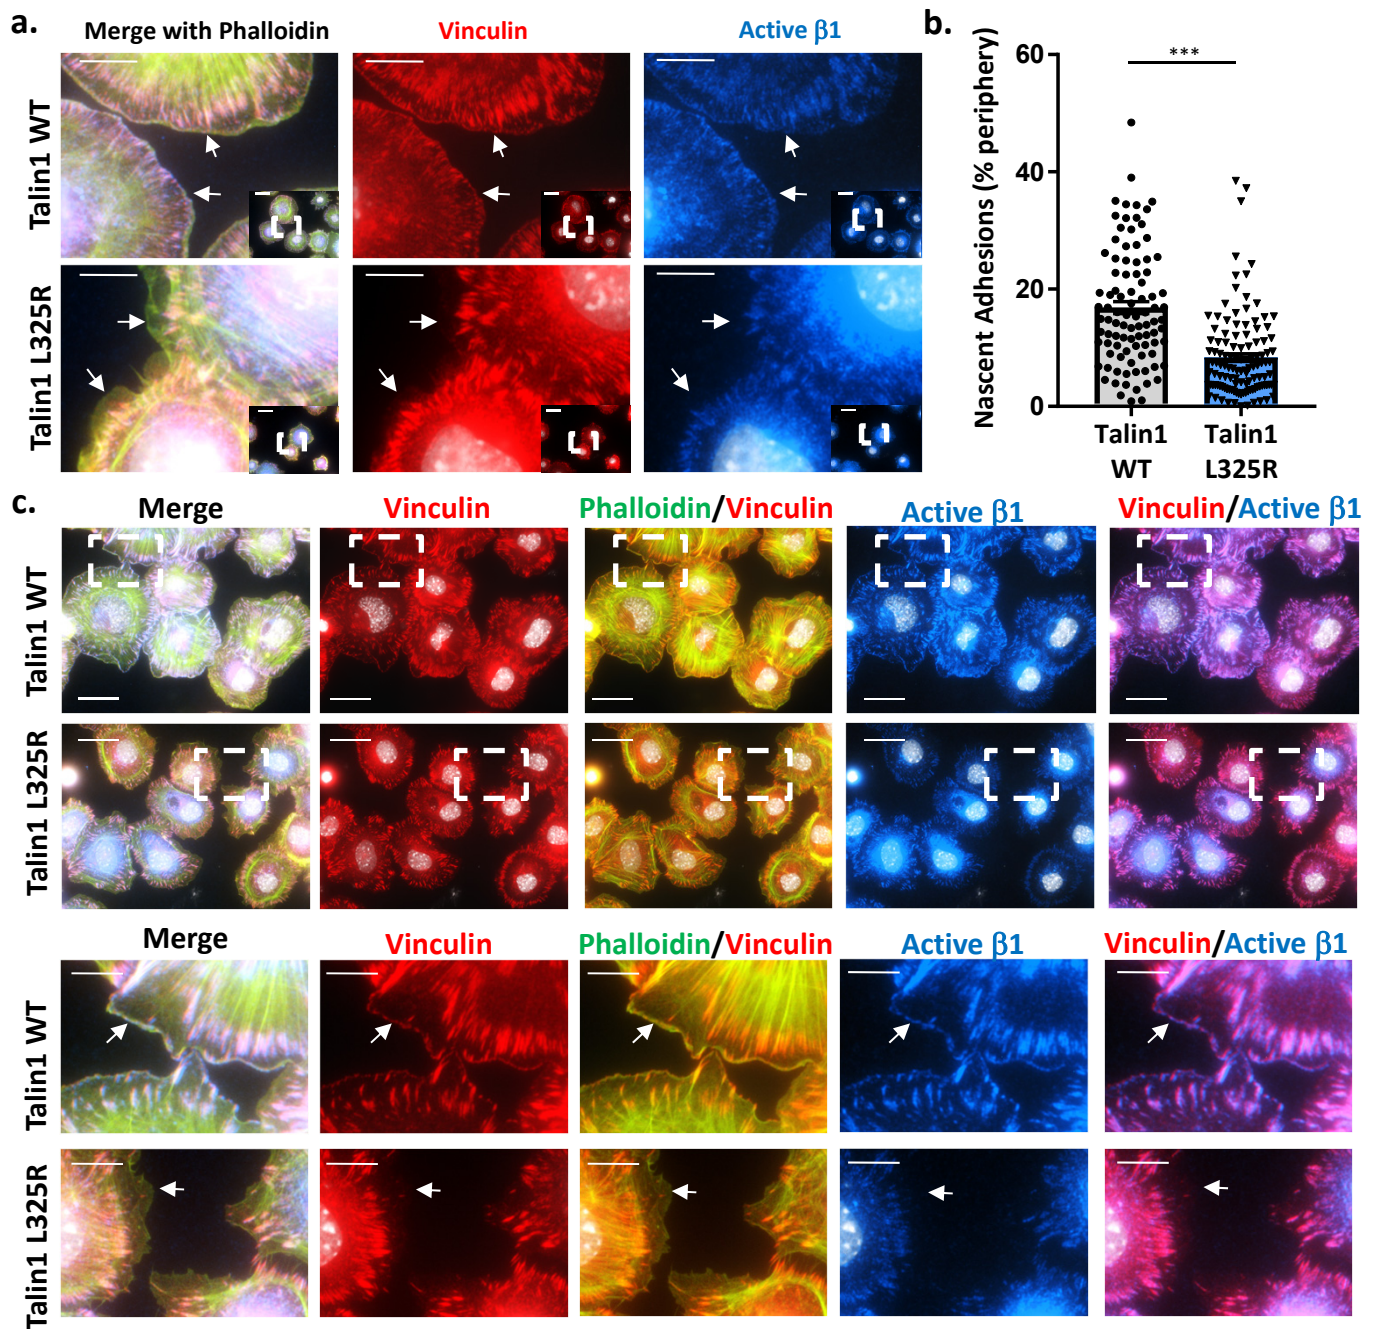 a.
Merge with Phalloidin
Vinculin
Active β1
Talin1 WT
Talin1 L325R
b.
Nascent Adhesions (% periphery)
60
40
20
0
***
Talin1 WT
Talin1 L325R
c.
Merge
Vinculin
Phalloidin/Vinculin
Active β1
Vinculin/Active β1
Talin1 WT
Talin1 L325R
Merge
Vinculin
Phalloidin/Vinculin
Active β1
Vinculin/Active β1
Talin1 WT
Talin1 L325R